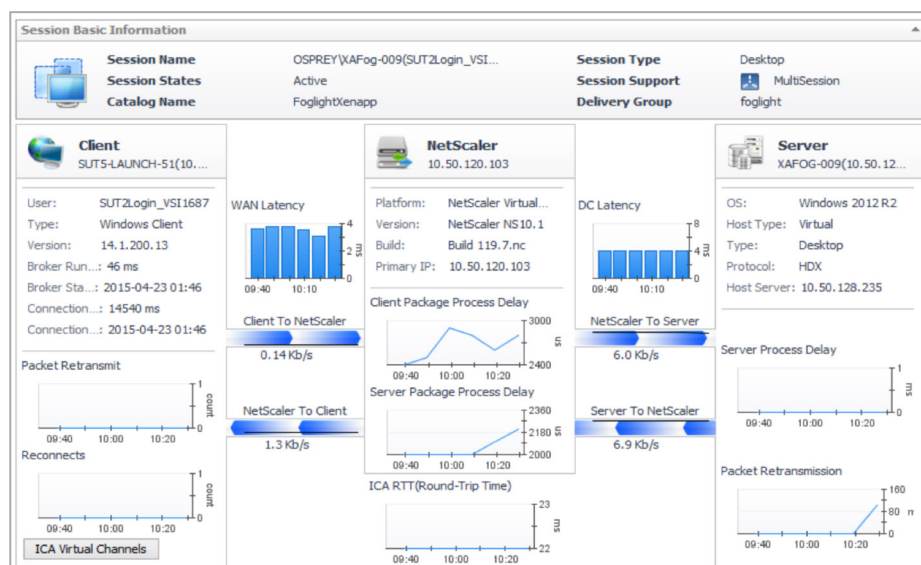 Session Basic Information
Session Name OSPREY\XAFog-009(SUT2Login_VSI... Session Type Desktop
Session States Active Session Support MultiSession
Catalog Name FoglightXenapp Delivery Group foglight
Client
SUT5-LAUNCH-51(10....
User: SUT2Login_VSI1687
Type: Windows Client
Version: 14.1.200.13
Broker Run...: 46 ms
Broker Sta...: 2015-04-23 01:46
Connection...: 14540 ms
Connection...: 2015-04-23 01:46
Packet Retransmit
1
0
count
09:40 10:00 10:20
Reconnects
1
0
count
09:40 10:00 10:20
ICA Virtual Channels
WAN Latency
4
2
0
ms
09:40 10:10
Client To NetScaler
0.14 Kb/s
NetScaler To Client
1.3 Kb/s
NetScaler
10.50.120.103
Platform: NetScaler Virtual...
Version: NetScaler NS10.1
Build: Build 119.7.nc
Primary IP: 10.50.120.103
Client Package Process Delay
3000
2400
us
09:40 10:00 10:20
Server Package Process Delay
2360
2180
2000
us
09:40 10:00 10:20
ICA RTT(Round-Trip Time)
23
22
ms
09:40 10:00 10:20
DC Latency
8
4
0
ms
09:40 10:10
NetScaler To Server
6.0 Kb/s
Server To NetScaler
6.9 Kb/s
Server
XAFOG-009(10.50.12...
OS: Windows 2012 R2
Host Type: Virtual
Type: Desktop
Protocol: HDX
Host Server: 10.50.128.235
Server Process Delay
1
0
ms
09:40 10:00 10:20
Packet Retransmission
160
80
0
09:40 10:00 10:20